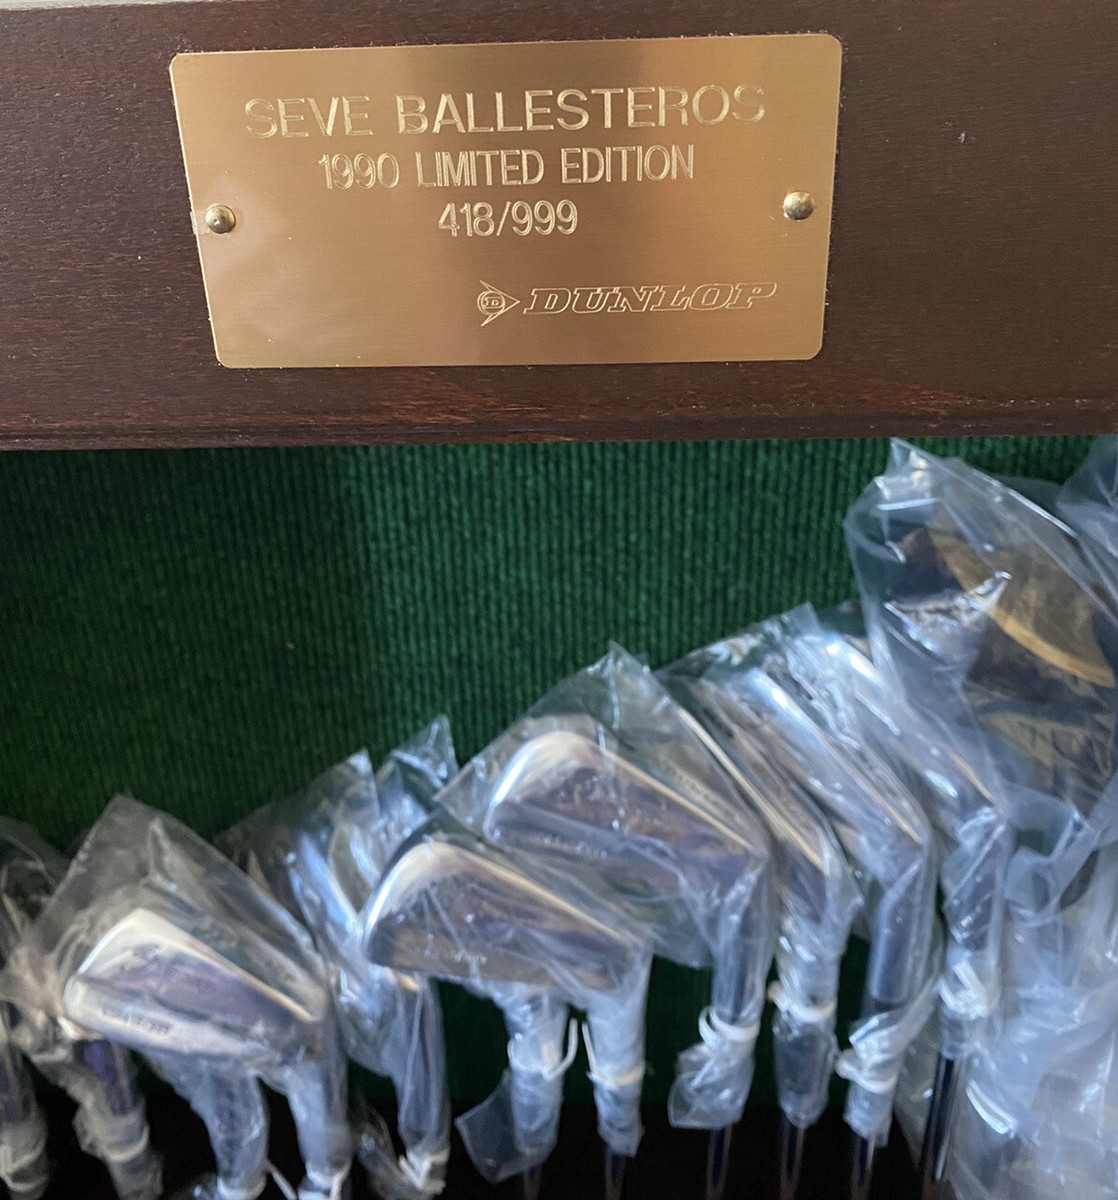 SEVE BALLESTEROS
1990 LIMITED EDITION
418/999
DUNLOP